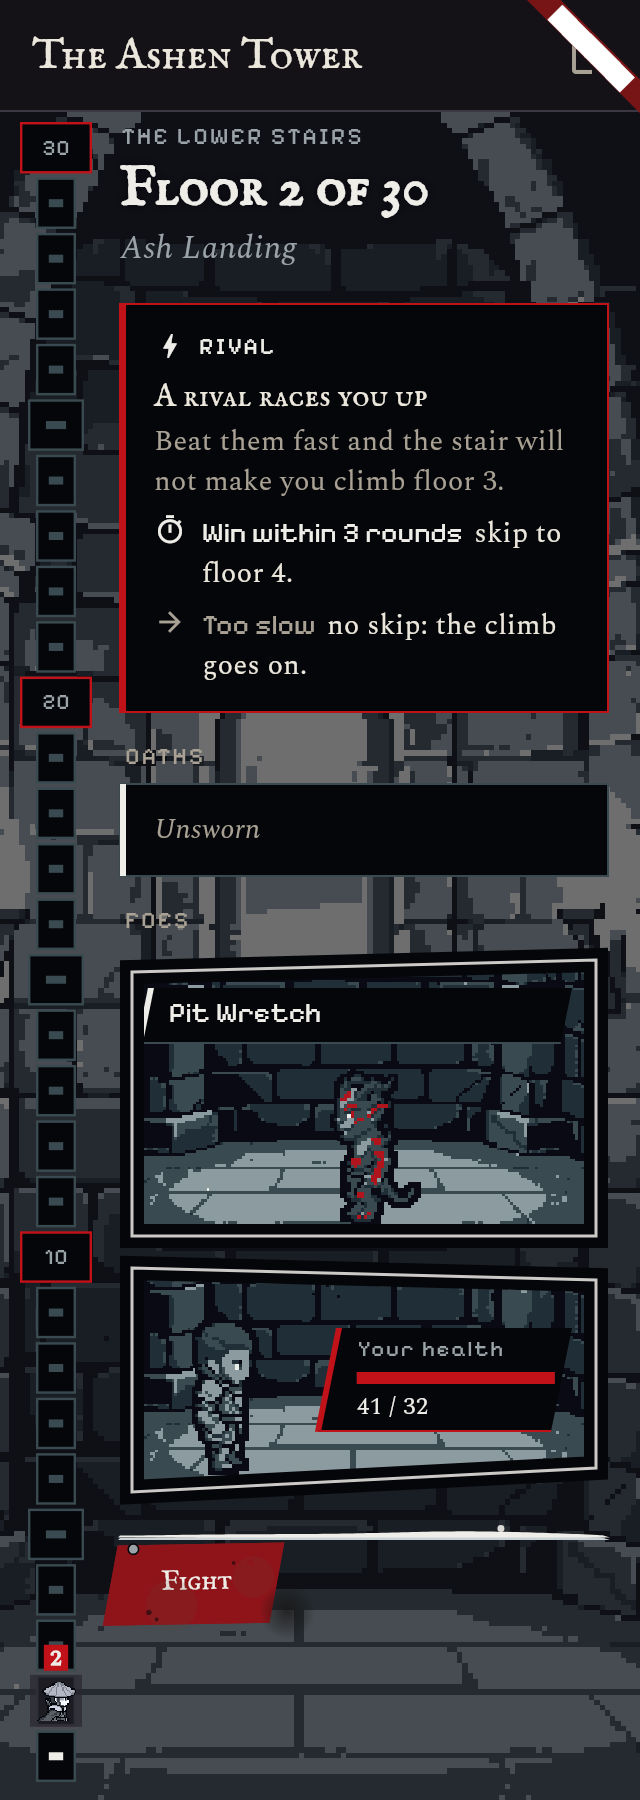 The Ashen Tower
30
THE LOWER STAIRS
Floor 2 of 30
Ash Landing
RIVAL
A rival races you up
Beat them fast and the stair will
not make you climb floor 3.
Win within 3 rounds skip to
floor 4.
Too slow no skip: the climb
goes on.
20
OATHS
Unsworn
FOES
Pit Wretch
10
Your health
41 / 32
Fight
2